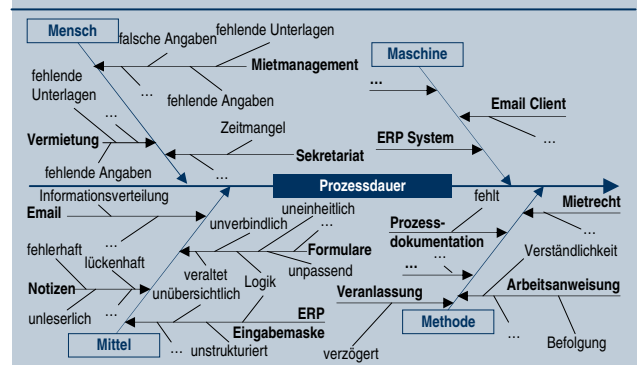 Mensch
falsche Angaben
fehlende Unterlagen
Mietmanagement
fehlende
Unterlagen
...
fehlende Angaben
...
Zeitmangel
Vermietung
Sekretariat
fehlende Angaben
...
Maschine
...
Email Client
...
ERP System
Prozessdauer
Informationsverteilung
Email
...
uneinheitlich
unverbindlich
...
Formulare
unpassend
veraltet
fehlerhaft
lückenhaft
Notizen
unleserlich
...
unübersichtlich
Logik
ERP
Eingabemaske
unstrukturiert
Mittel
fehlt
Mietrecht
...
Prozess-
dokumentation
...
...
Verständlichkeit
Veranlassung
Arbeitsanweisung
...
verzögert
Befolgung
Methode